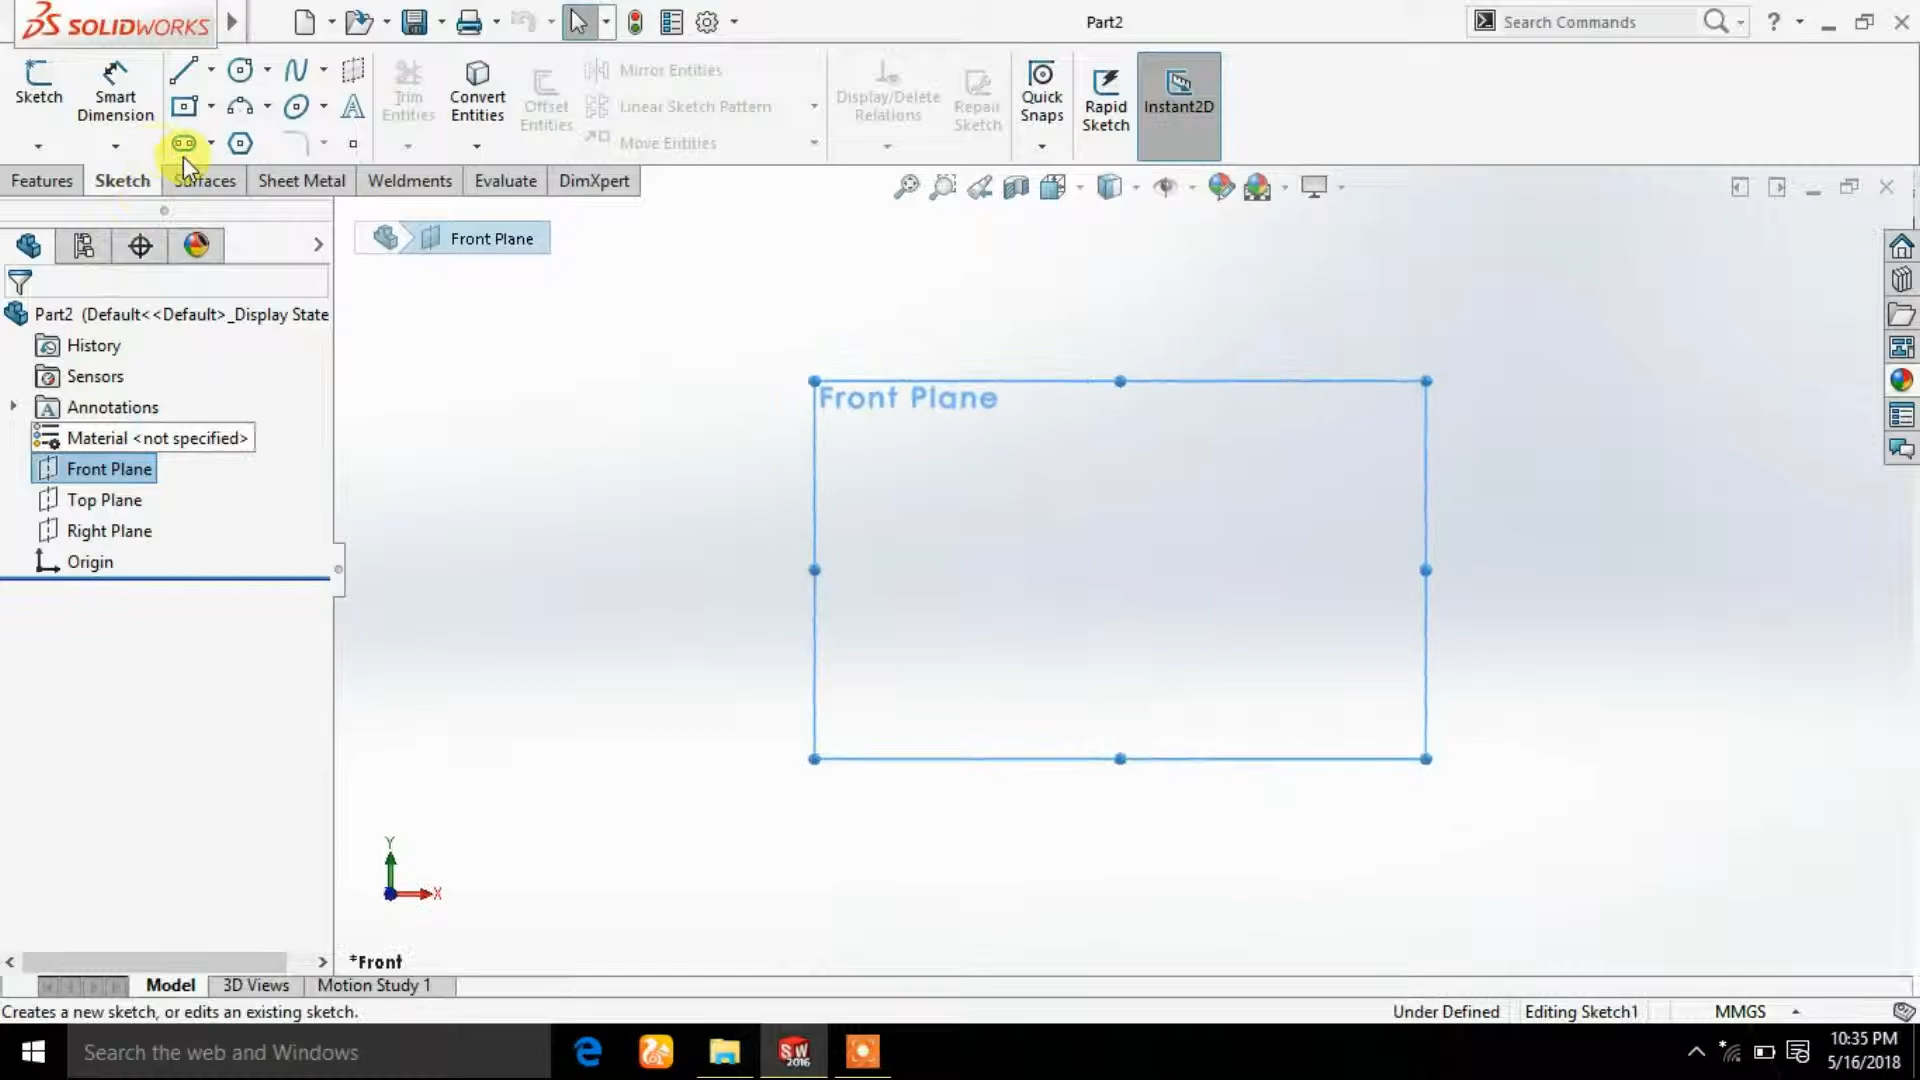 SOLIDWORKS
Part2
Search Commands
?
Sketch
Smart Dimension
Trim Entities
Convert Entities
Offset Entities
Mirror Entities
Linear Sketch Pattern
Move Entities
Display/Delete Relations
Repair Sketch
Quick Snaps
Rapid Sketch
Instant2D
Features
Sketch
Surfaces
Sheet Metal
Weldments
Evaluate
DimXpert
Front Plane
Part2 (Default<<Default>_Display State
History
Sensors
Annotations
Material <not specified>
Front Plane
Top Plane
Right Plane
Origin
Front Plane
Y
X
*Front
Model
3D Views
Motion Study 1
Creates a new sketch, or edits an existing sketch.
Under Defined
Editing Sketch1
MMGS
Search the web and Windows
SW
2016
10:35 PM
5/16/2018